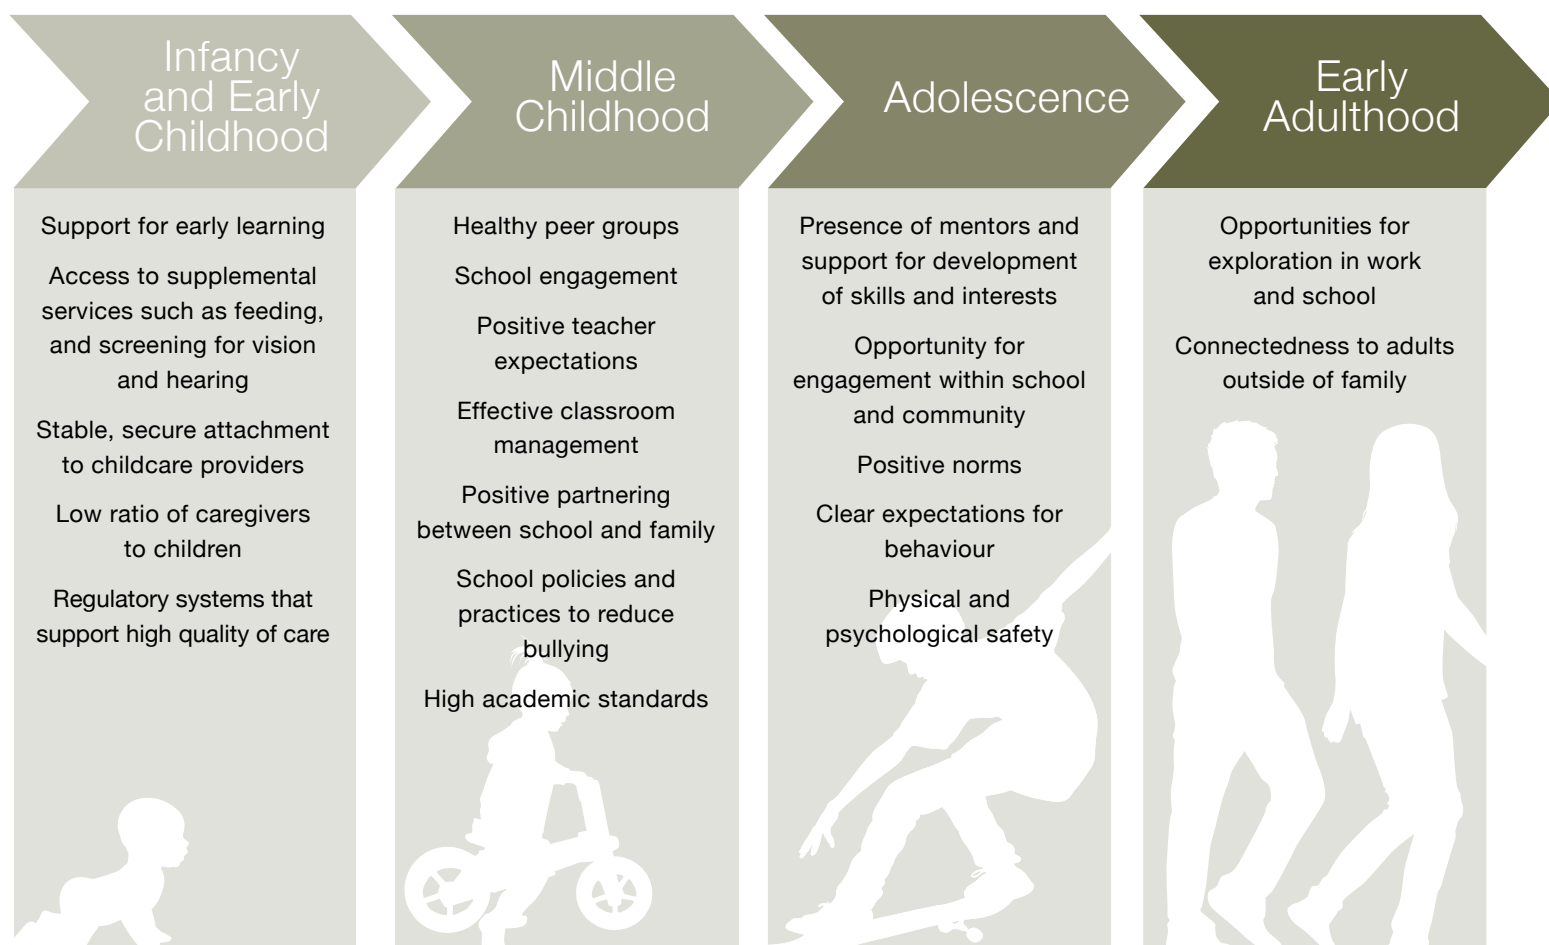 Infancy
and Early
Childhood
Support for early learning
Access to supplemental
services such as feeding,
and screening for vision
and hearing
Stable, secure attachment
to childcare providers
Low ratio of caregivers
to children
Regulatory systems that
support high quality of care
Middle
Childhood
Healthy peer groups
School engagement
Positive teacher
expectations
Effective classroom
management
Positive partnering
between school and family
School policies and
practices to reduce
bullying
High academic standards
Adolescence
Presence of mentors and
support for development
of skills and interests
Opportunity for
engagement within school
and community
Positive norms
Clear expectations for
behaviour
Physical and
psychological safety
Early
Adulthood
Opportunities for
exploration in work
and school
Connectedness to adults
outside of family